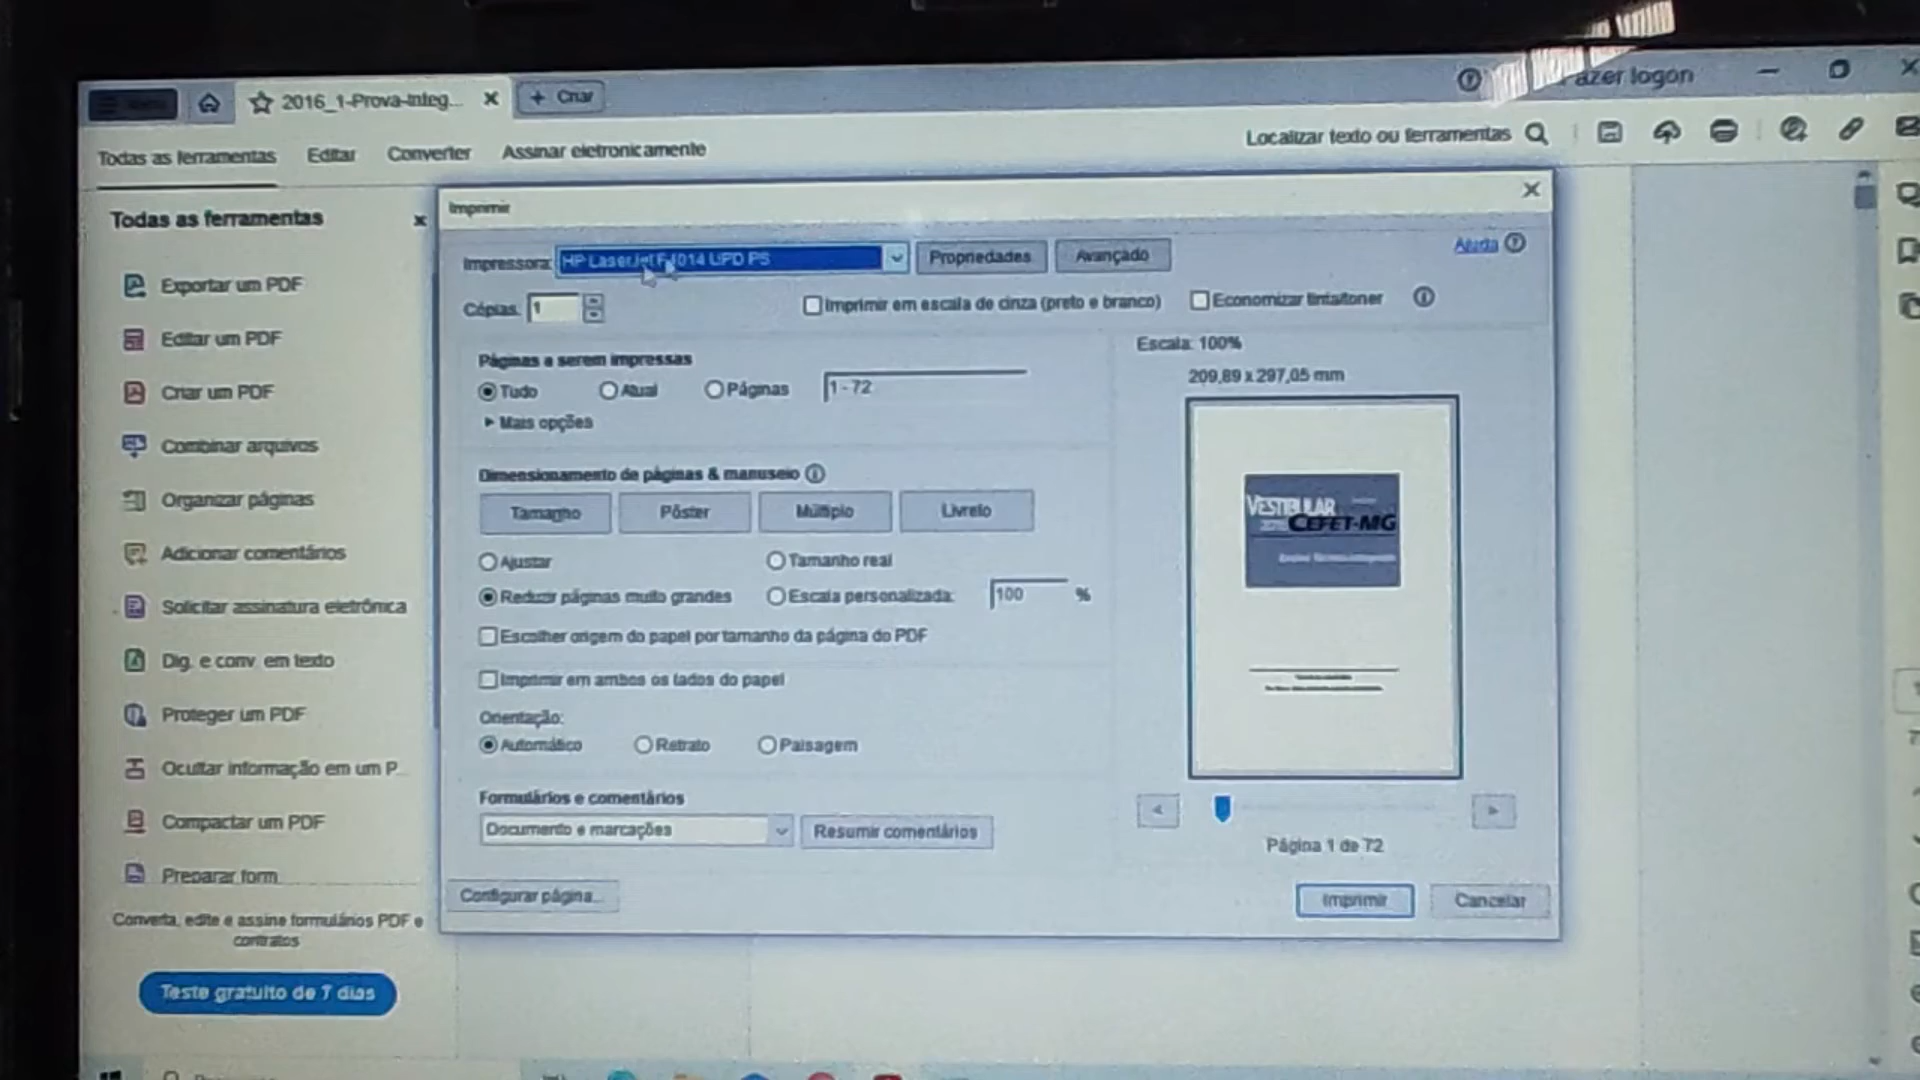 2016_1-Prova-Integ...
+ Criar
Fazer logon
Todas as ferramentas
Editar
Converter
Assinar eletronicamente
Localizar texto ou ferramentas
Todas as ferramentas
Exportar um PDF
Editar um PDF
Criar um PDF
Combinar arquivos
Organizar páginas
Adicionar comentários
Solicitar assinatura eletrônica
Dig. e conv. em texto
Proteger um PDF
Ocultar informação em um P...
Compactar um PDF
Preparar form
Converta, edite e assine formulários PDF e
contratos
Teste gratuito de 7 dias
Imprimir
Impressora: HP LaserJet P4014 UPD PS
Propriedades
Avançado
Ajuda
Cópias: 1
Imprimir em escala de cinza (preto e branco)
Economizar tinta/toner
Páginas a serem impressas
Tudo
Atual
Páginas
1 - 72
Mais opções
Dimensionamento de páginas & manuseio
Tamanho
Pôster
Múltiplo
Livreto
Ajustar
Tamanho real
Reduzir páginas muito grandes
Escala personalizada:
100 %
Escolher origem do papel por tamanho da página do PDF
Imprimir em ambos os lados do papel
Orientação:
Automático
Retrato
Paisagem
Formulários e comentários
Documento e marcações
Resumir comentários
Configurar página...
Escala: 100%
209,89 x 297,05 mm
VESTIBULAR
CEFET-MG
Página 1 de 72
Imprimir
Cancelar